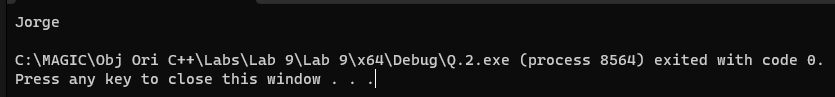 Jorge
C:\MAGIC\Obj Ori C++\Labs\Lab 9\Lab 9\x64\Debug\Q.2.exe (process 8564) exited with code 0.
Press any key to close this window . . .